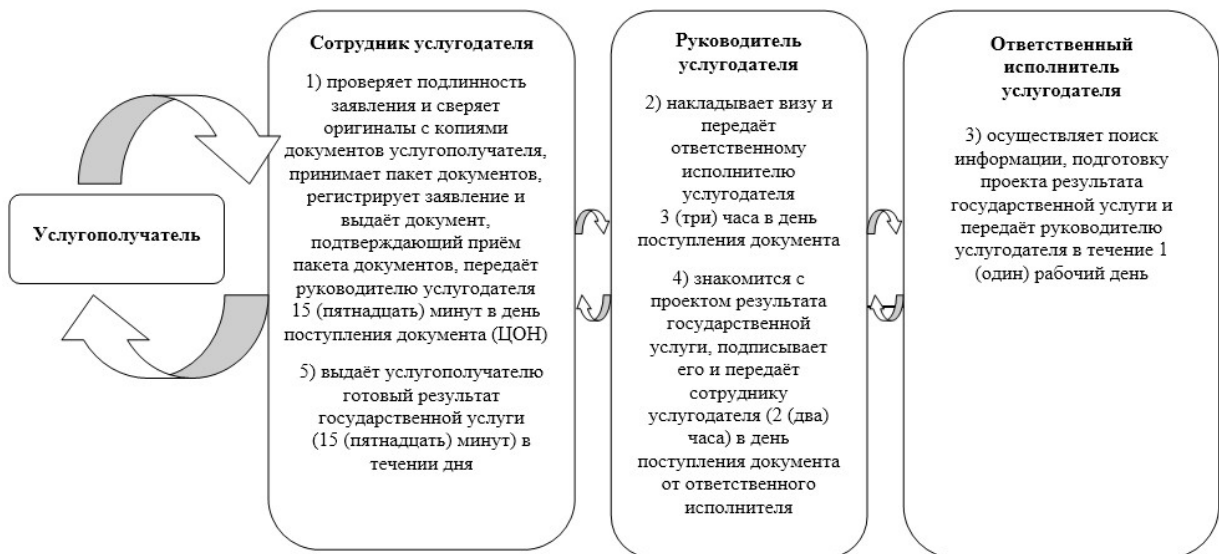 Услугополучатель
Сотрудник услугодателя
1) проверяет подлинность
заявления и сверяет
оригиналы с копиями
документов услугополучателя,
принимает пакет документов,
регистрирует заявление и
выдаёт документ,
подтверждающий приём
пакета документов, передаёт
руководителю услугодателя
15 (пятнадцать) минут в день
поступления документа (ЦОН)
5) выдаёт услугополучателю
готовый результат
государственной услуги
(15 (пятнадцать) минут) в
течении дня
Руководитель
услугодателя
2) накладывает визу и
передаёт
ответственному
исполнителю
услугодателя
3 (три) часа в день
поступления документа
4) знакомится с
проектом результата
государственной
услуги, подписывает
его и передаёт
сотруднику
услугодателя (2 (два)
часа) в день
поступления документа
от ответственного
исполнителя
Ответственный
исполнитель
услугодателя
3) осуществляет поиск
информации, подготовку
проекта результата
государственной услуги и
передаёт руководителю
услугодателя в течение 1
(один) рабочий день